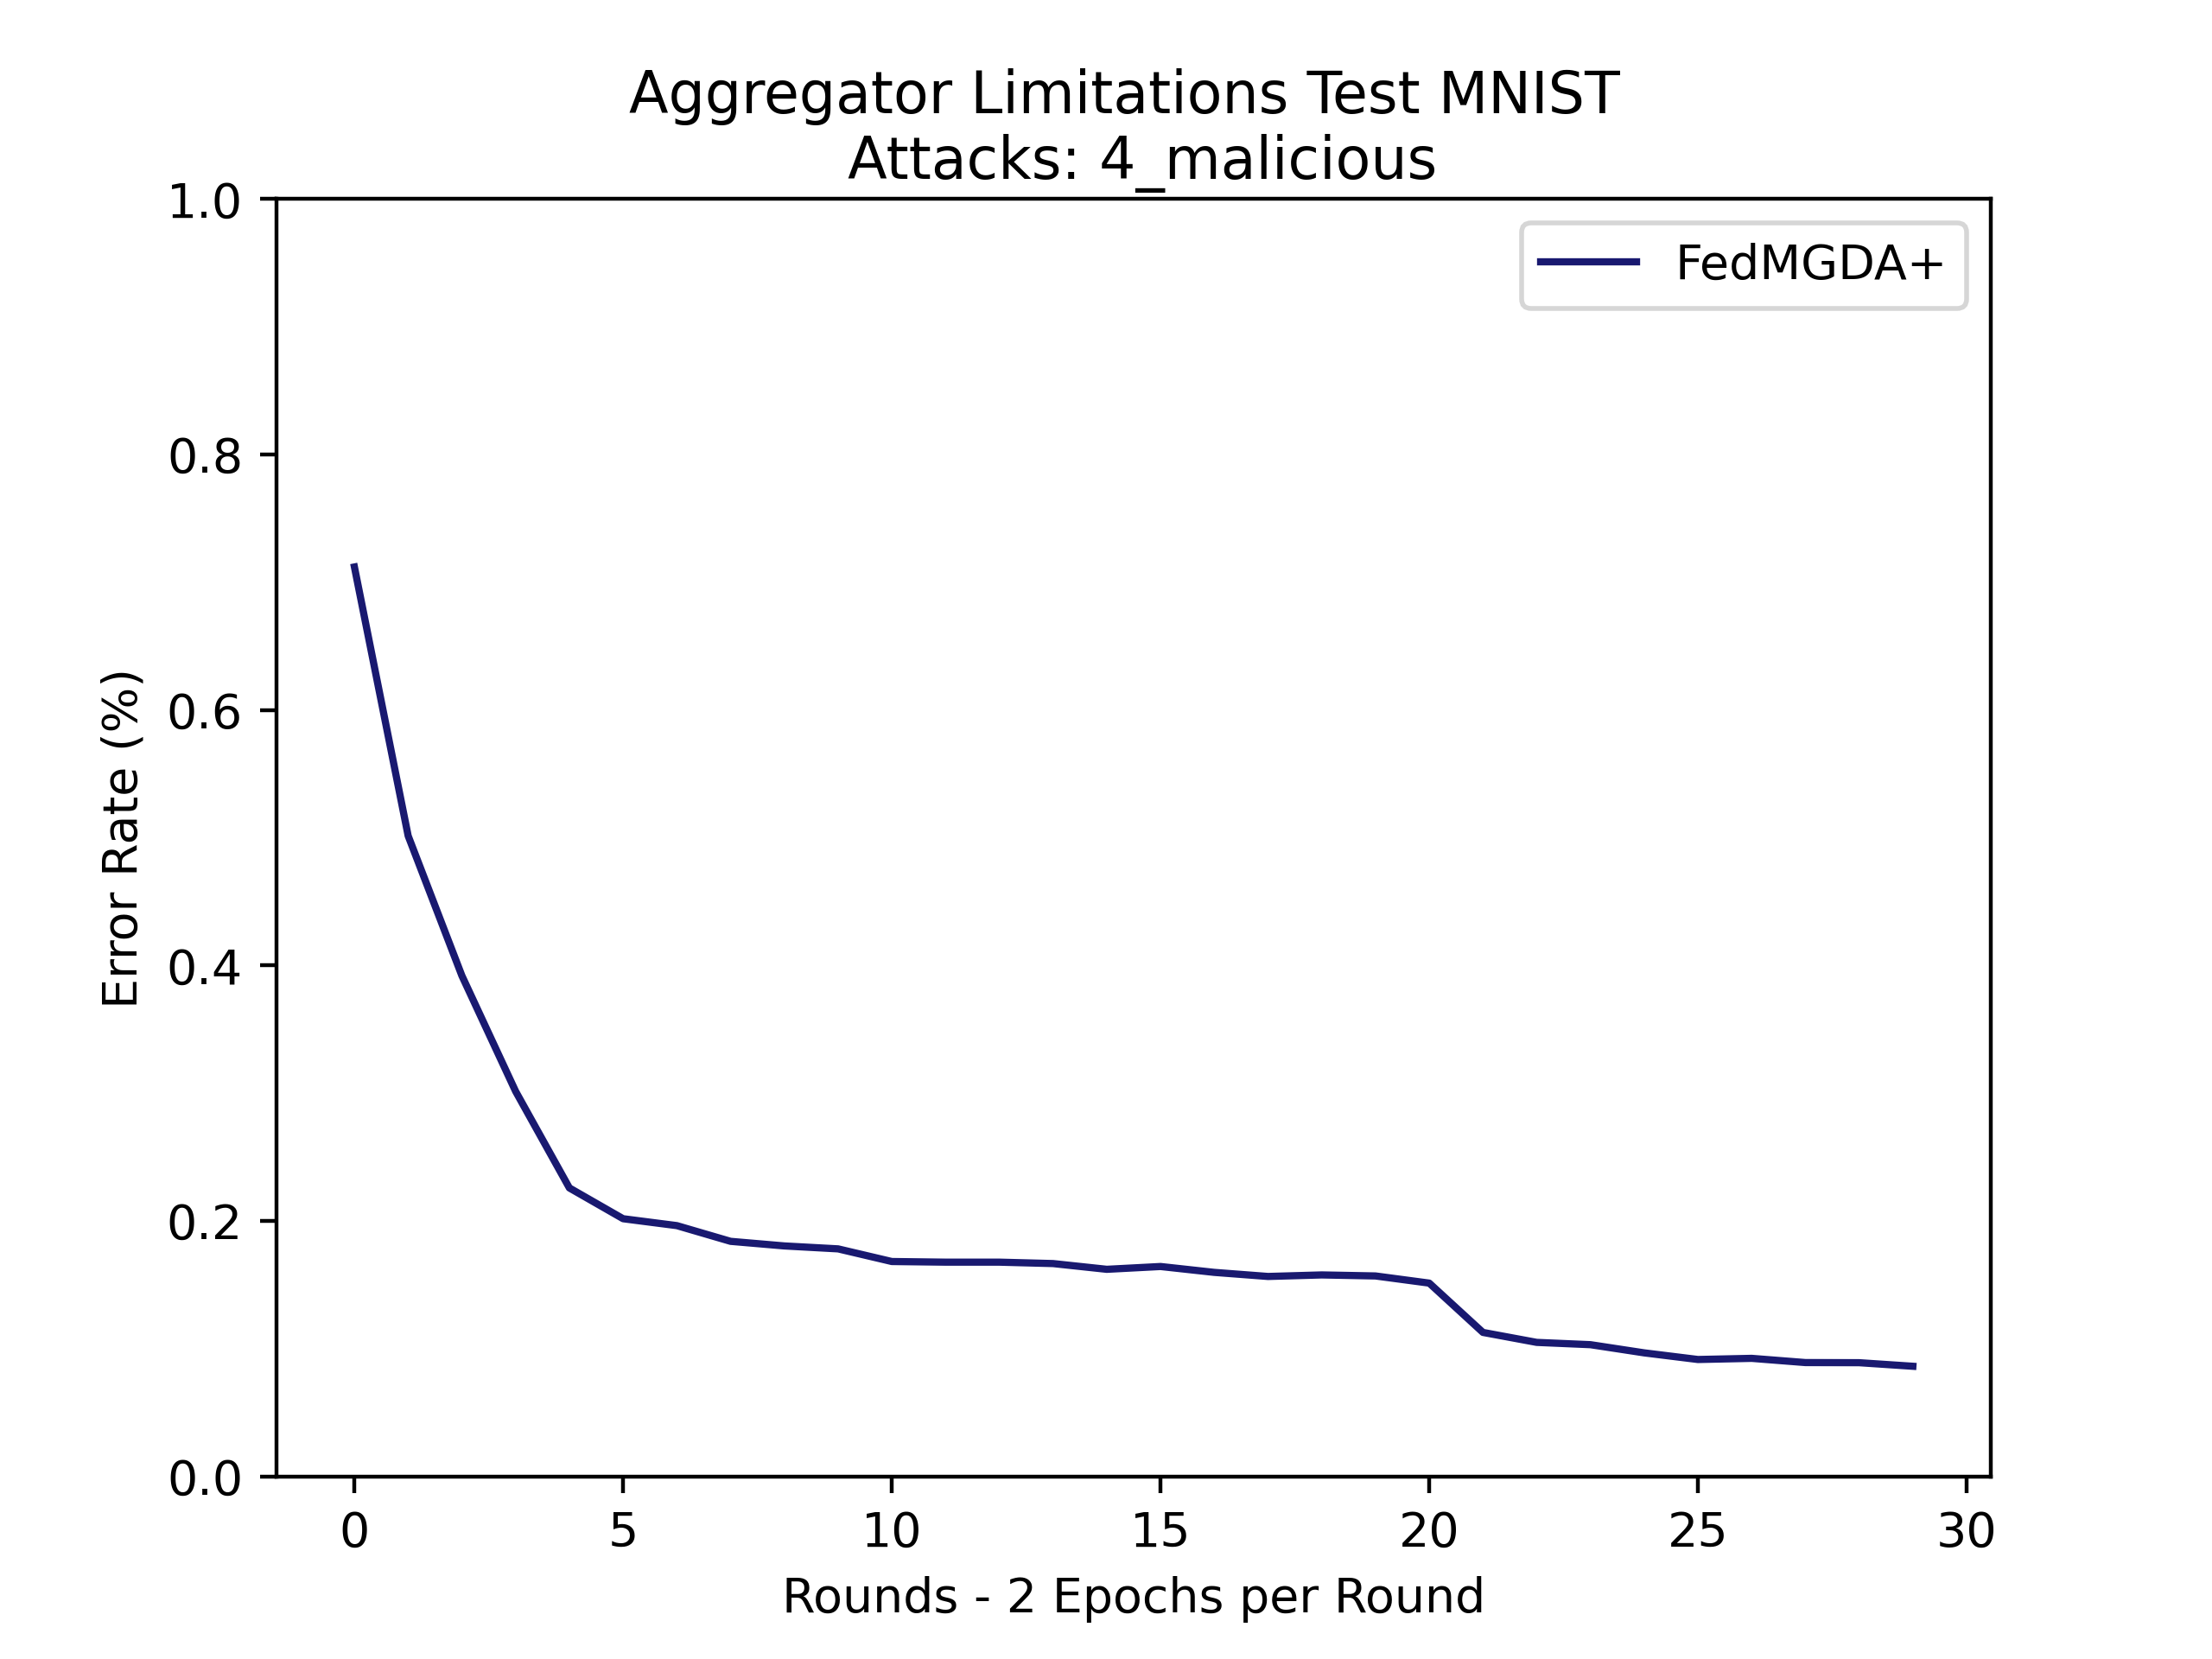 Aggregator Limitations Test MNIST
Attacks: 4_malicious
FedMGDA+
Error Rate (%)
1.0
0.8
0.6
0.4
0.2
0.0
0 5 10 15 20 25 30
Rounds - 2 Epochs per Round